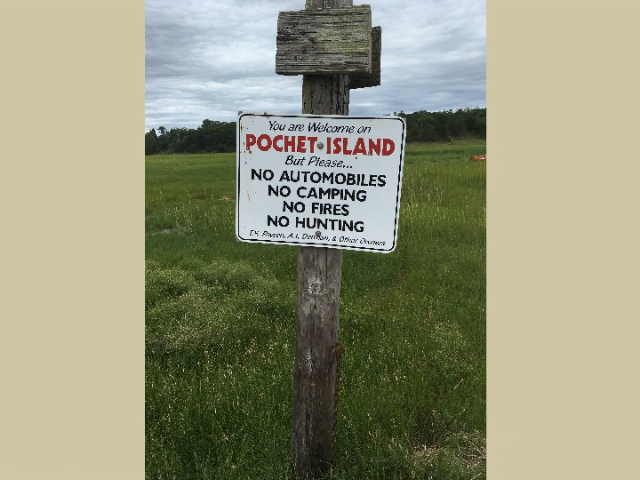 You are Welcome on
POCHET ISLAND
But Please...
NO AUTOMOBILES
NO CAMPING
NO FIRES
NO HUNTING
& Other Owners